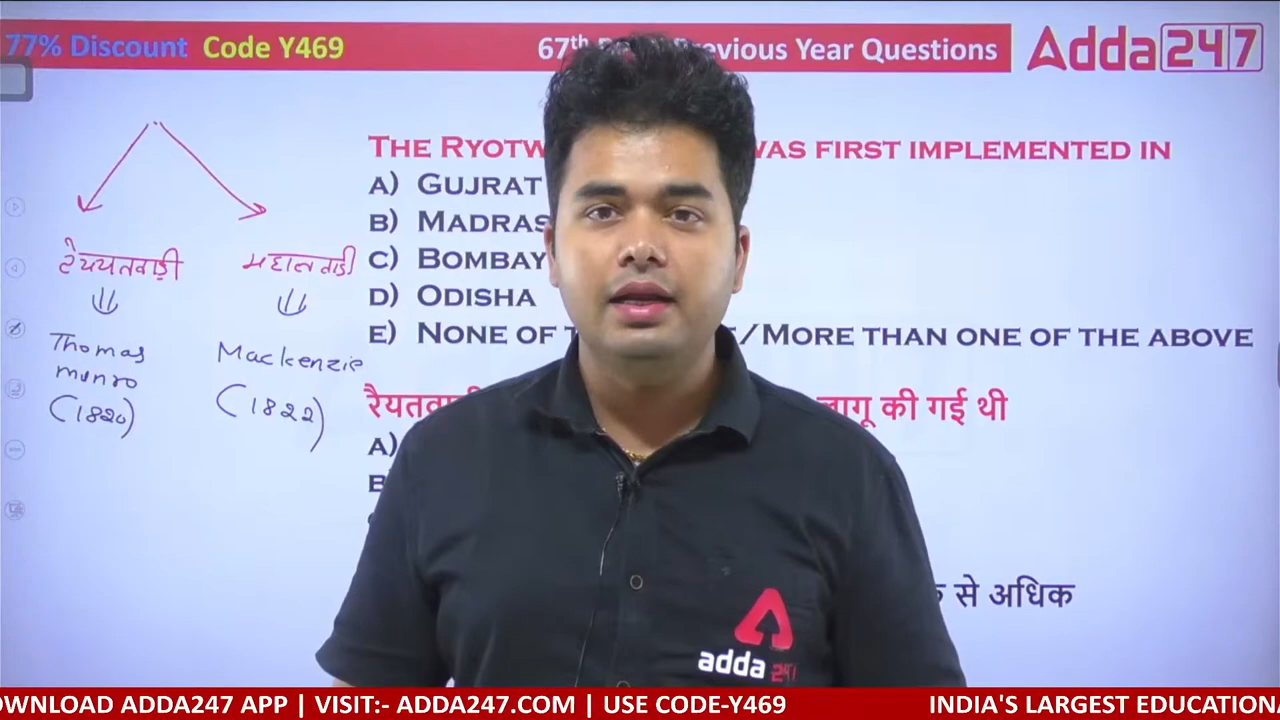 77% Discount Code Y469
67th Previous Year Questions
Adda247
THE RYOTW WAS FIRST IMPLEMENTED IN
A) GUJRAT
B) MADRAS
C) BOMBAY
D) ODISHA
E) NONE OF /MORE THAN ONE OF THE ABOVE
रैयतवाड़ी
महालवाड़ी
Thomas
munro
(1820)
Mackenzie
(1822)
लागू की गई थी
A)
B
से अधिक
adda 247
OWNLOAD ADDA247 APP | VISIT:- ADDA247.COM | USE CODE-Y469
INDIA'S LARGEST EDUCATIONA